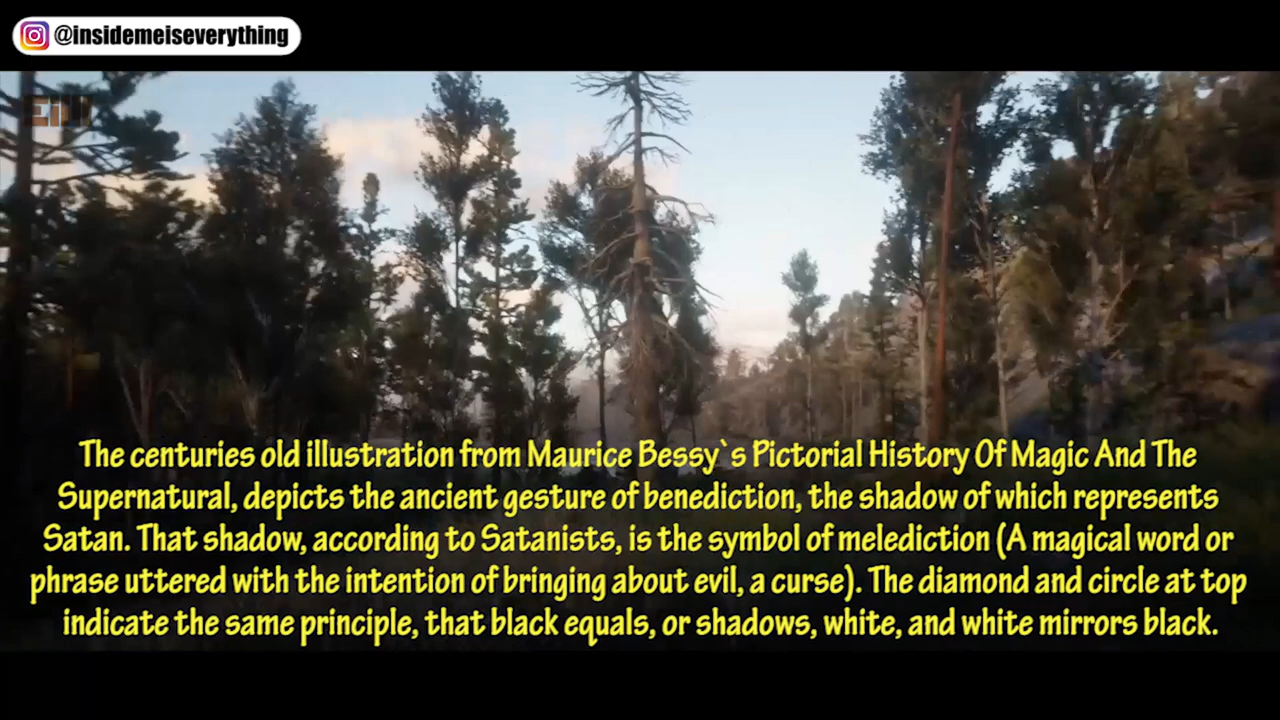 @insidemeiseverything
EIM
The centuries old illustration from Maurice Bessy`s Pictorial History Of Magic And The
Supernatural, depicts the ancient gesture of benediction, the shadow of which represents
Satan. That shadow, according to Satanists, is the symbol of melediction (A magical word or
phrase uttered with the intention of bringing about evil, a curse). The diamond and circle at top
indicate the same principle, that black equals, or shadows, white, and white mirrors black.